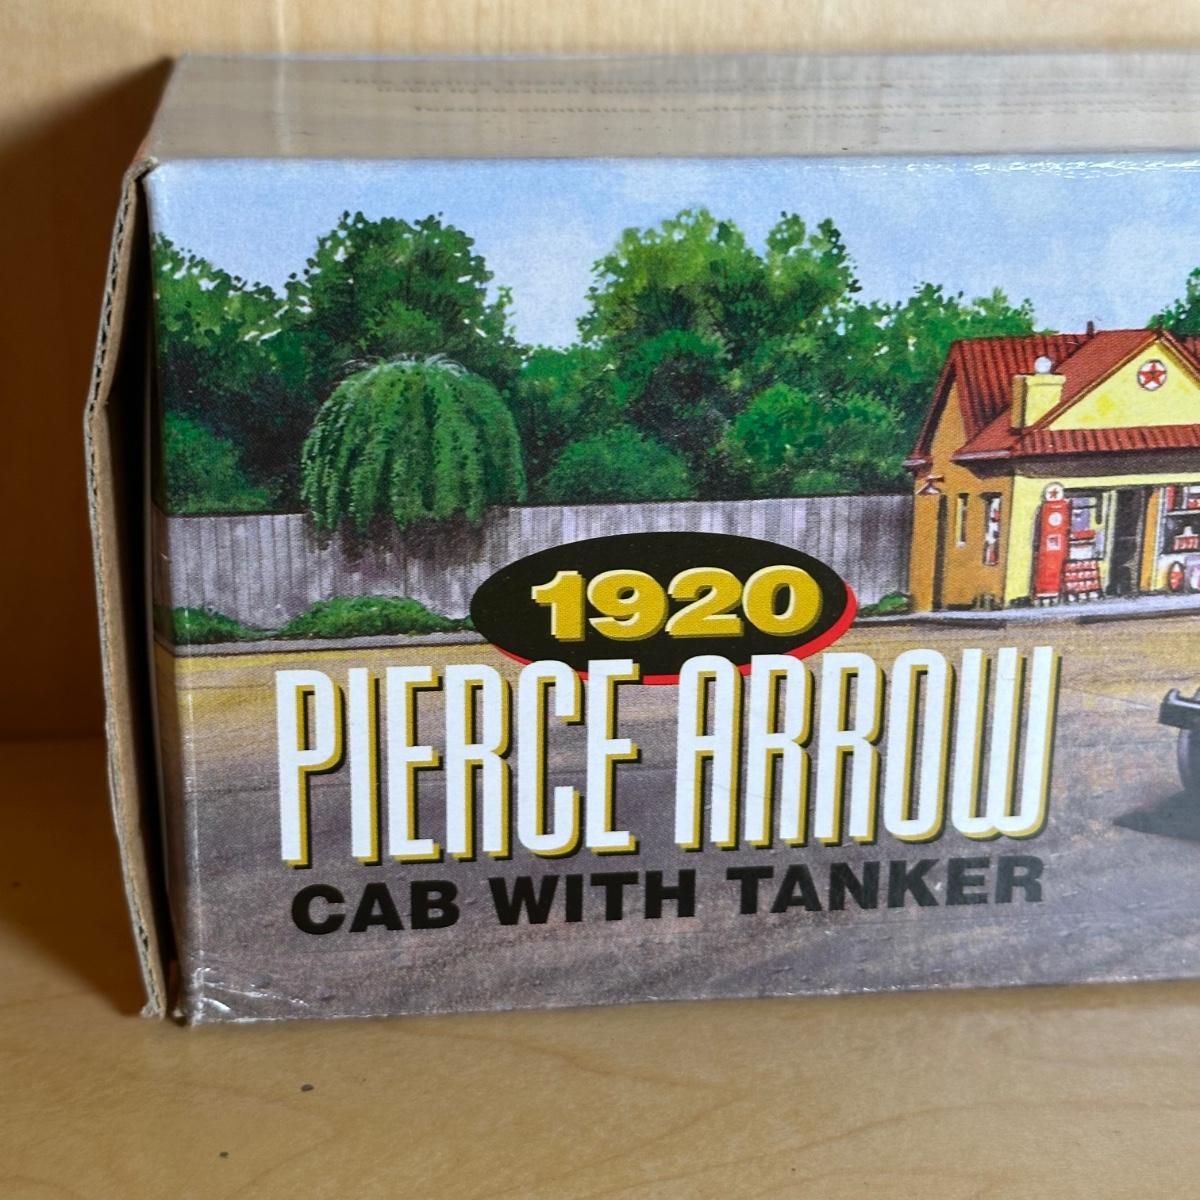 1920
PIERCE ARROW
CAB WITH TANKER